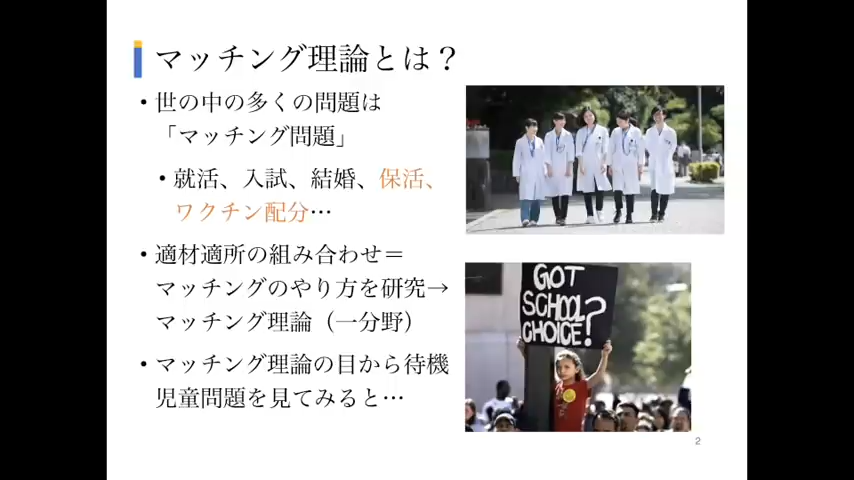 マッチング理論とは？
• 世の中の多くの問題は
「マッチング問題」
• 就活、入試、結婚、保活、
ワクチン配分…
• 適材適所の組み合わせ＝
マッチングのやり方を研究→
マッチング理論（一分野）
• マッチング理論の目から待機
児童問題を見てみると…
GOT
SCHOOL
CHOICE?
2